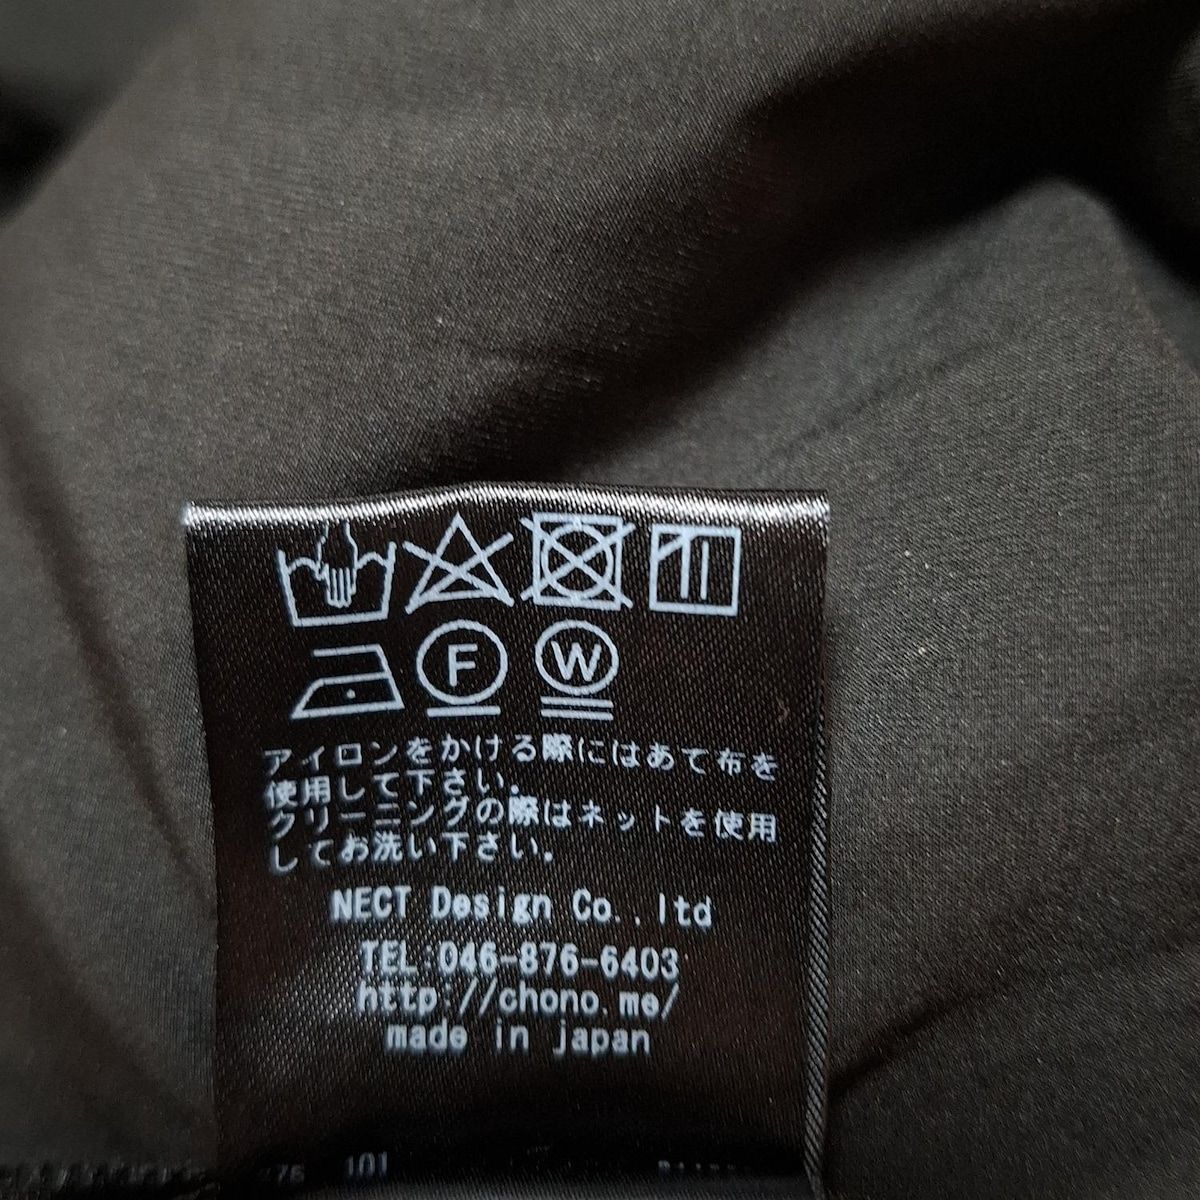 F W
アイロンをかける際にはあて布を
使用して下さい.
クリーニングの際はネットを使用
してお洗い下さい.
NECT Design Co.,ltd
TEL:046-876-6403
http://chono.me/
made in japan
101